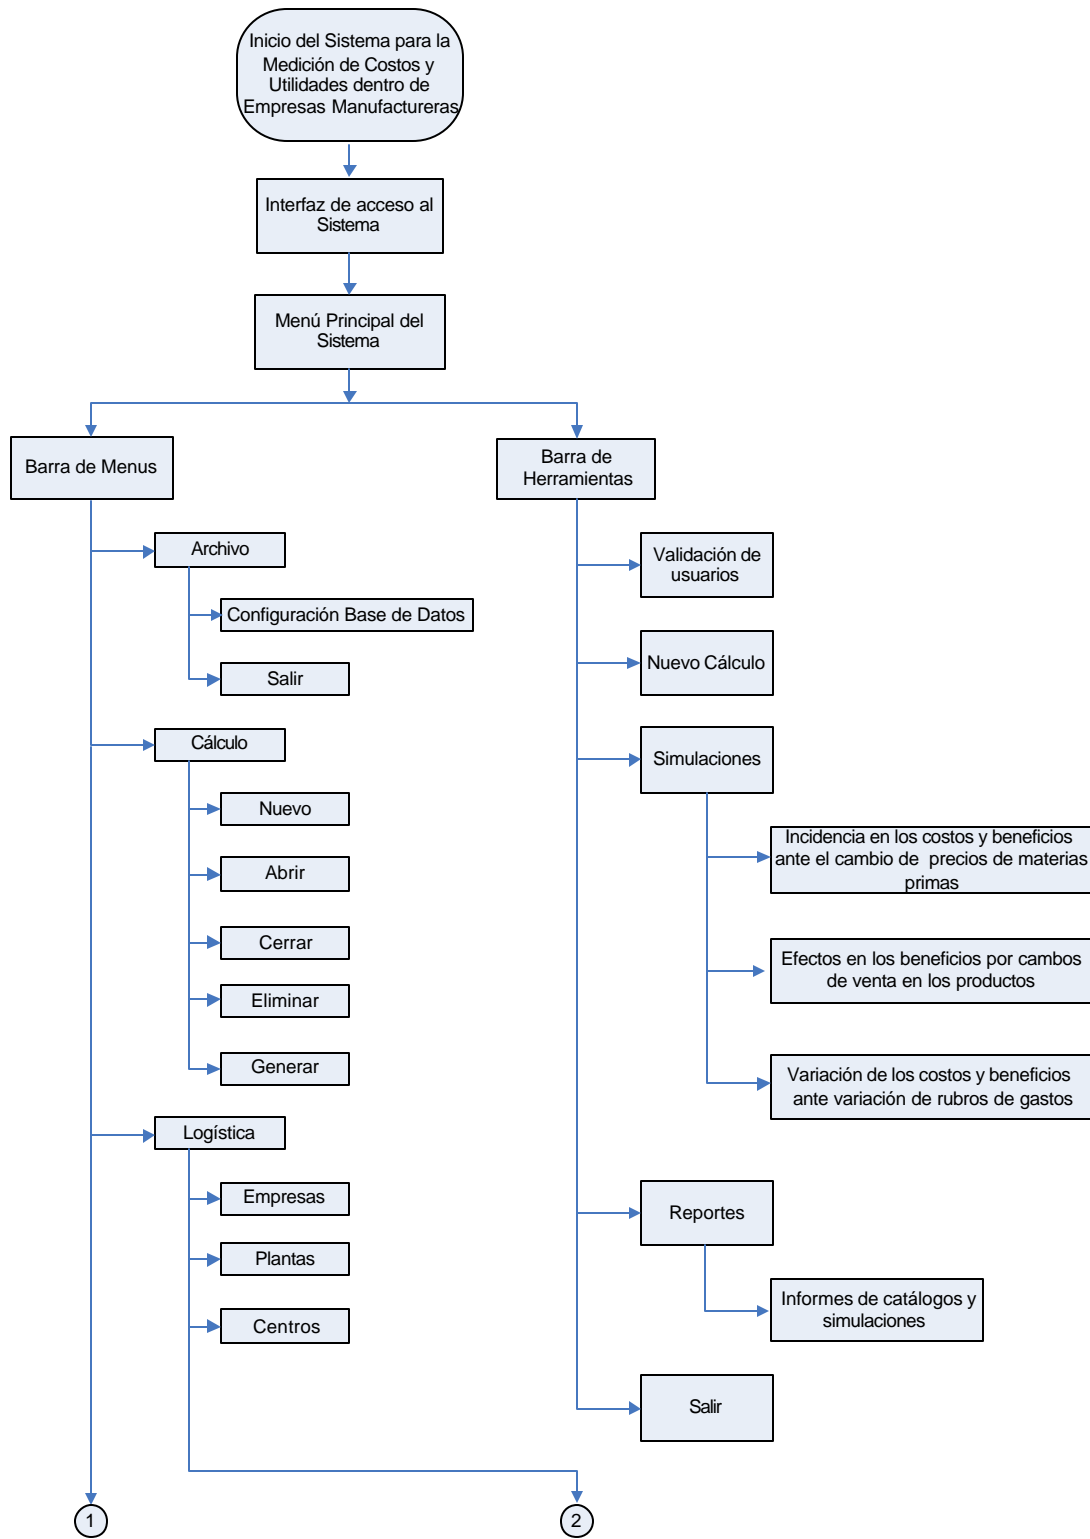 Inicio del Sistema para la
Medición de Costos y
Utilidades dentro de
Empresas Manufactureras
Interfaz de acceso al
Sistema
Menú Principal del
Sistema
Barra de Menus
Archivo
Configuración Base de Datos
Salir
Cálculo
Nuevo
Abrir
Cerrar
Eliminar
Generar
Logística
Empresas
Plantas
Centros
1
Barra de
Herramientas
Validación de
usuarios
Nuevo Cálculo
Simulaciones
Incidencia en los costos y beneficios
ante el cambio de precios de materias
primas
Efectos en los beneficios por cambos
de venta en los productos
Variación de los costos y beneficios
ante variación de rubros de gastos
Reportes
Informes de catálogos y
simulaciones
Salir
2